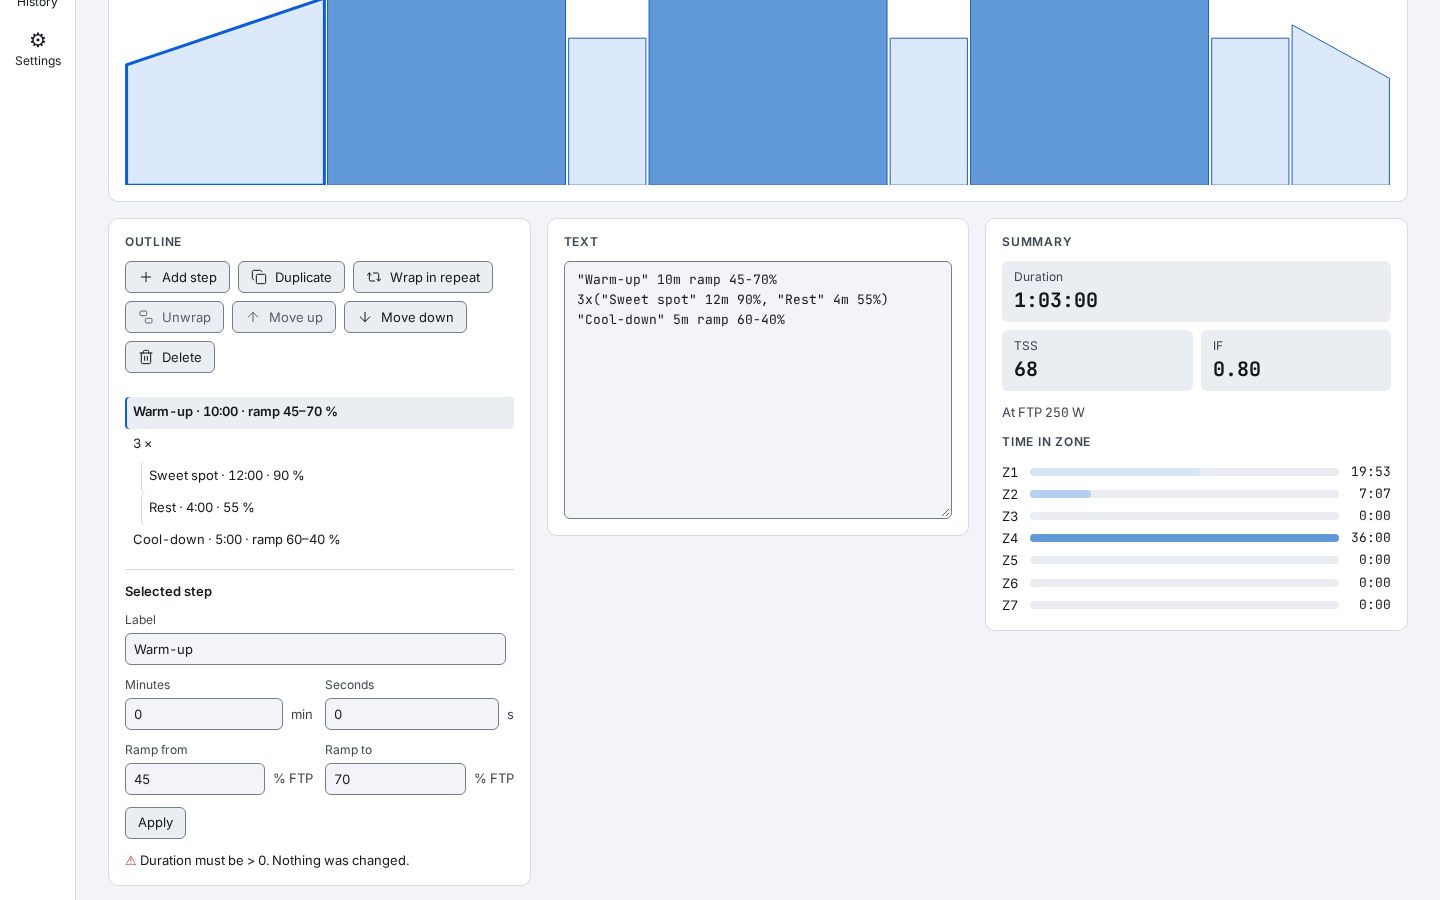 History
Settings
OUTLINE
Add step
Duplicate
Wrap in repeat
Unwrap
Move up
Move down
Delete
Warm-up · 10:00 · ramp 45–70 %
3 ×
Sweet spot · 12:00 · 90 %
Rest · 4:00 · 55 %
Cool-down · 5:00 · ramp 60–40 %
Selected step
Label
Warm-up
Minutes
Seconds
0 min
0 s
Ramp from
Ramp to
45 % FTP
70 % FTP
Apply
⚠ Duration must be > 0. Nothing was changed.
TEXT
"Warm-up" 10m ramp 45-70%
3x("Sweet spot" 12m 90%, "Rest" 4m 55%)
"Cool-down" 5m ramp 60-40%
SUMMARY
Duration
1:03:00
TSS
68
IF
0.80
At FTP 250 W
TIME IN ZONE
Z1 19:53
Z2 7:07
Z3 0:00
Z4 36:00
Z5 0:00
Z6 0:00
Z7 0:00